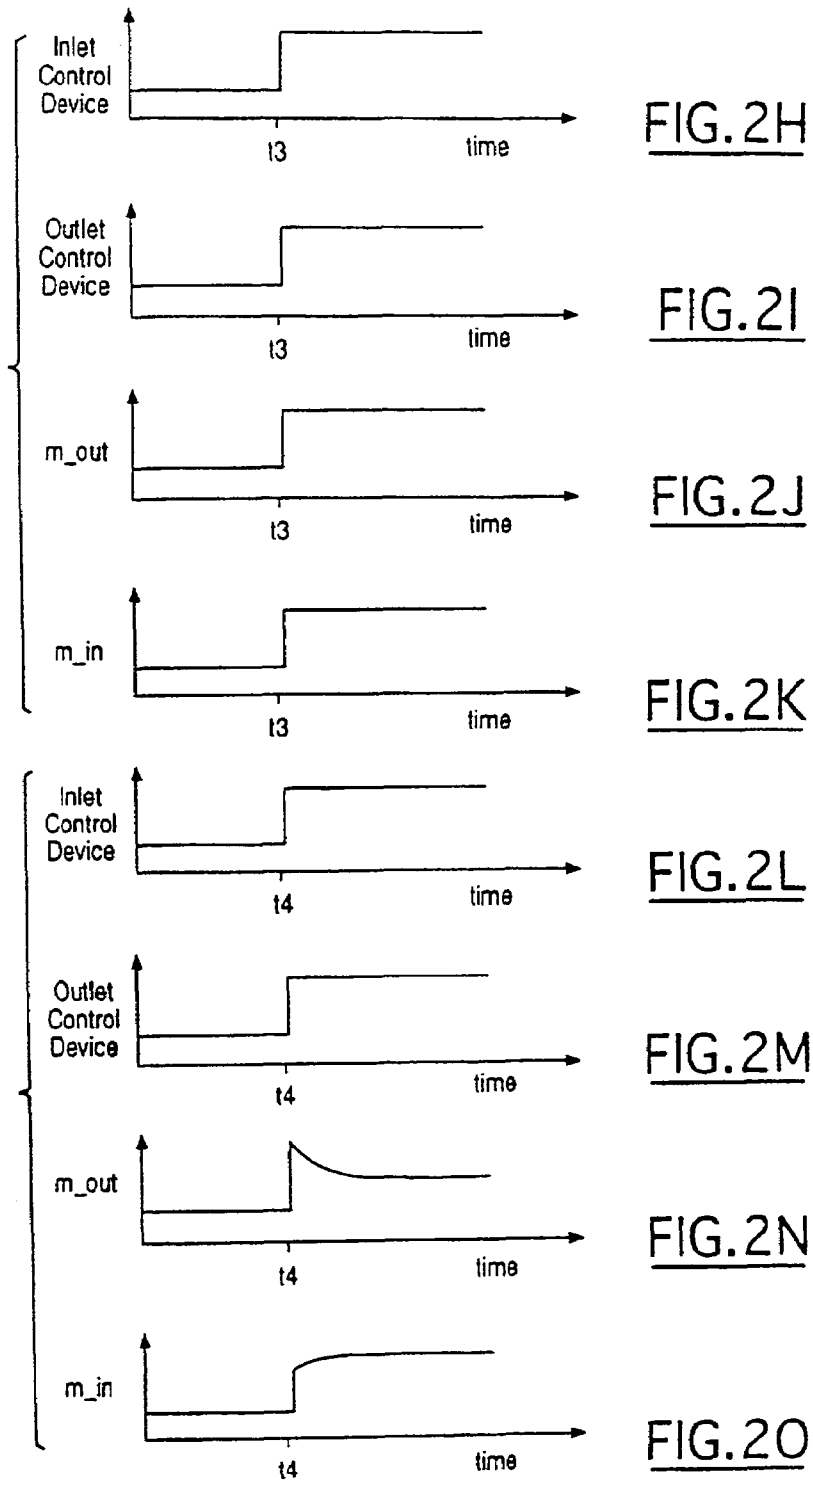 Inlet
Control
Device
t3
time
FIG.2H
Outlet
Control
Device
t3
time
FIG.2I
m_out
t3
time
FIG.2J
m_in
t3
time
FIG.2K
Inlet
Control
Device
t4
time
FIG.2L
Outlet
Control
Device
t4
time
FIG.2M
m_out
t4
time
FIG.2N
m_in
t4
time
FIG.2O